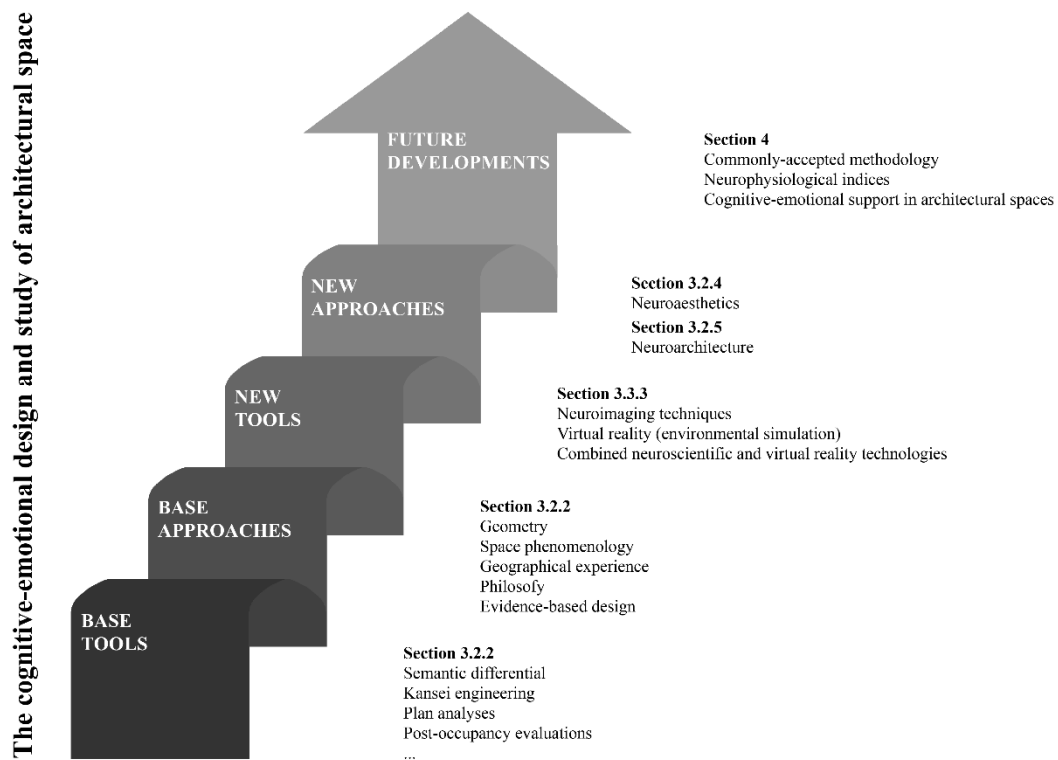 The cognitive-emotional design and study of architectural space
FUTURE
DEVELOPMENTS
Section 4
Commonly-accepted methodology
Neurophysiological indices
Cognitive-emotional support in architectural spaces
NEW
APPROACHES
Section 3.2.4
Neuroaesthetics
Section 3.2.5
Neuroarchitecture
NEW
TOOLS
Section 3.3.3
Neuroimaging techniques
Virtual reality (environmental simulation)
Combined neuroscientific and virtual reality technologies
BASE
APPROACHES
Section 3.2.2
Geometry
Space phenomenology
Geographical experience
Philosofy
Evidence-based design
BASE
TOOLS
Section 3.2.2
Semantic differential
Kansei engineering
Plan analyses
Post-occupancy evaluations
...